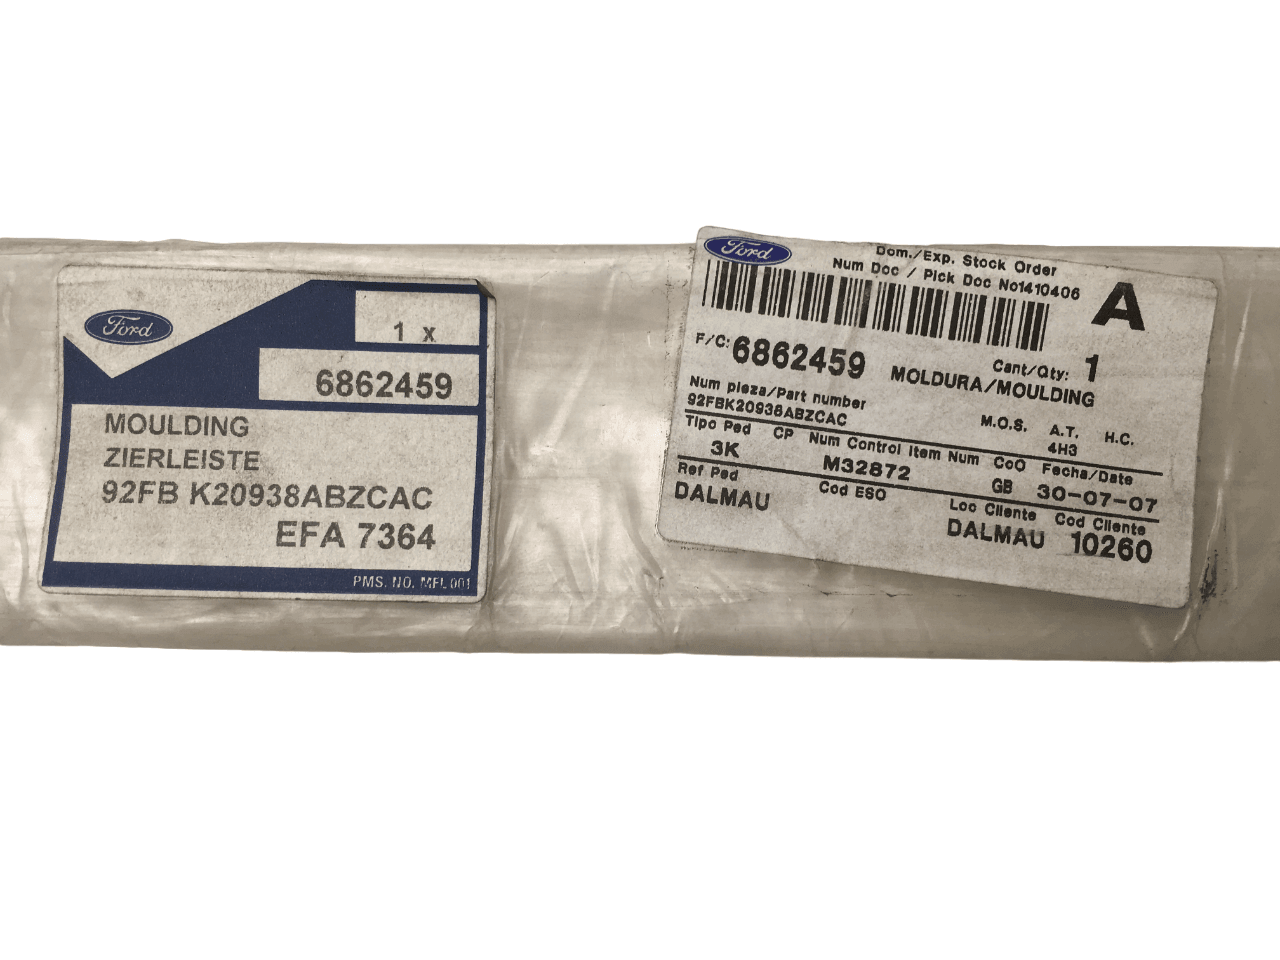 Ford
1 x
6862459
MOULDING
ZIERLEISTE
92FB K20938ABZCAC
EFA 7364
PMS. NO. MFL 001
Ford
Dom./Exp. Stock Order
Num Doc / Pick Doc No1410406
A
F/C: 6862459 MOLDURA/MOULDING
Cant/Qty: 1
Num pieza/Part number
92FBK20938ABZCAC
M.O.S. A.T. H.C.
4H3
Tipo Ped CP Num Control Item Num CoO Fecha/Date
3K M32872 GB 30-07-07
Ref Ped Cod ESO Loc Cliente Cod Cliente
DALMAU DALMAU 10260